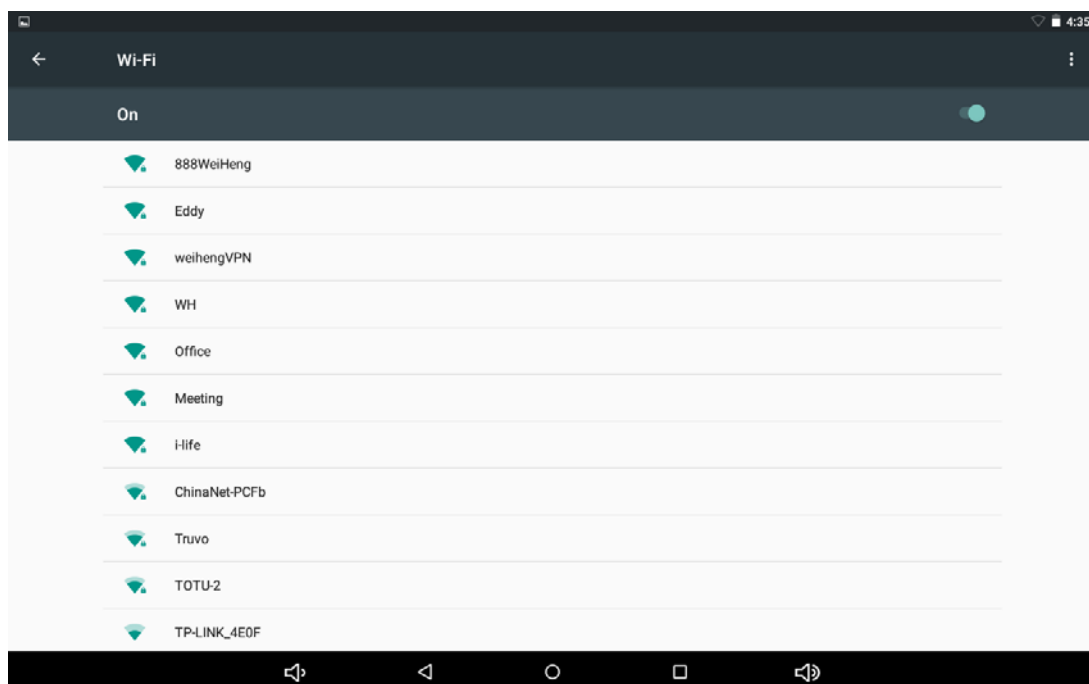 4:35
Wi-Fi
On
888WeiHeng
Eddy
weihengVPN
WH
Office
Meeting
i-life
ChinaNet-PCFb
Truvo
TOTU-2
TP-LINK_4E0F